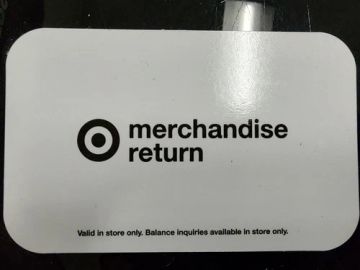 merchandise
return
Valid in store only. Balance inquiries available in store only.